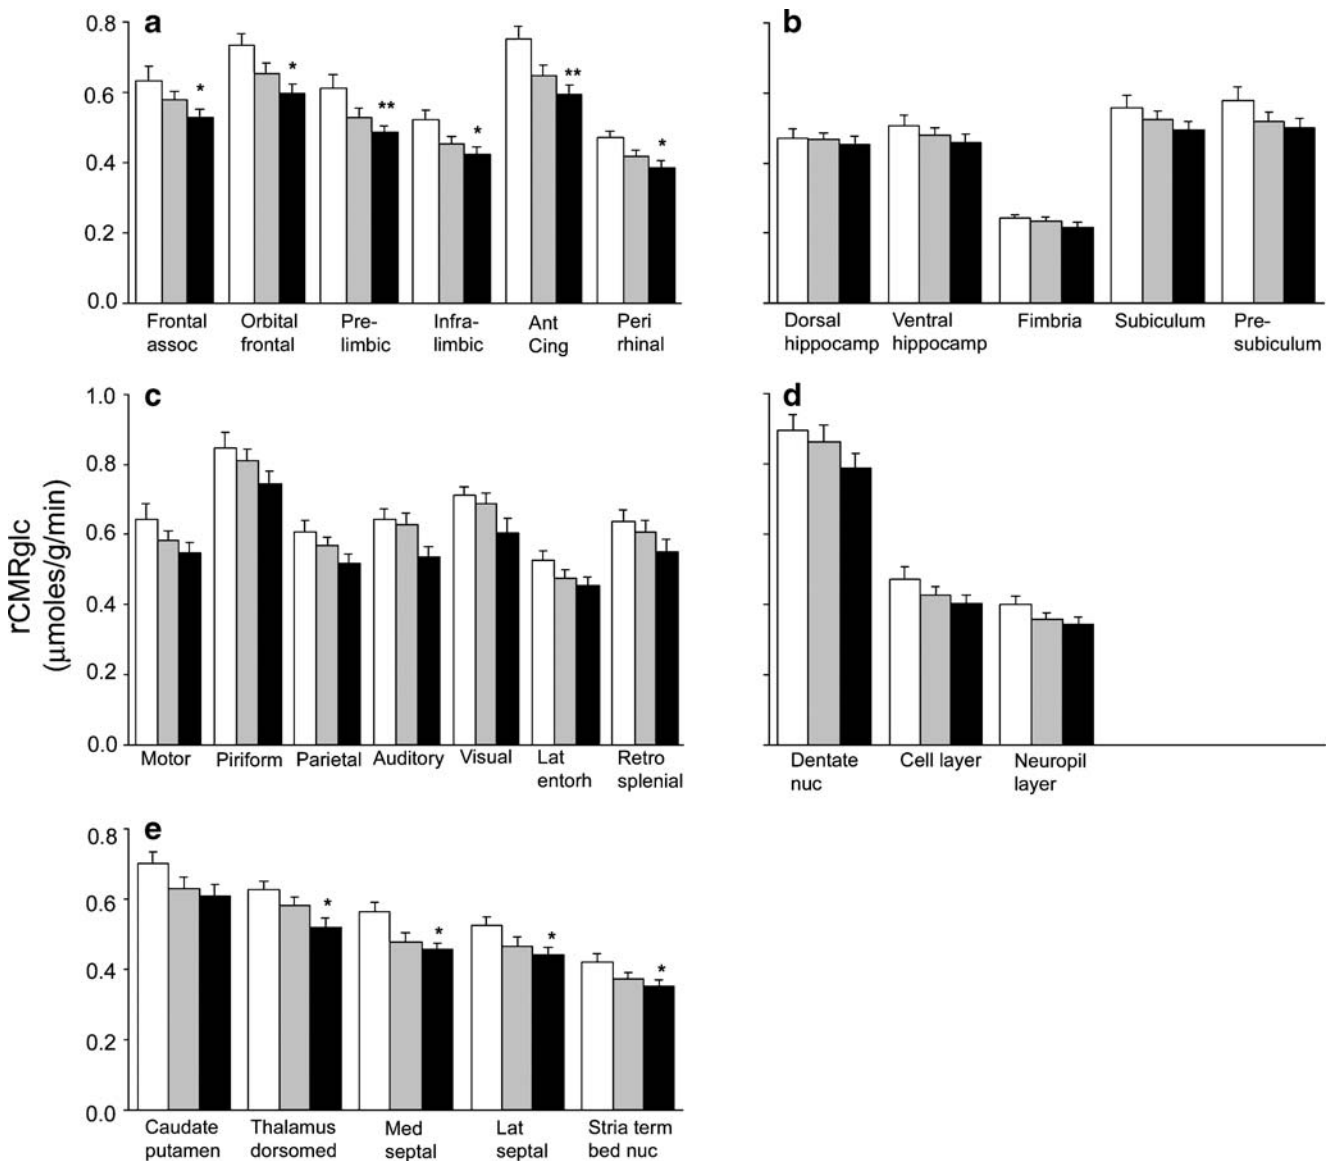 a
0.8
0.6
0.4
0.2
0.0
* * ** * ** *
Frontal assoc
Orbital frontal
Pre- limbic
Infra- limbic
Ant Cing
Peri rhinal
b
Dorsal hippocamp
Ventral hippocamp
Fimbria
Subiculum
Pre- subiculum
rCMRglc
(µmoles/g/min)
c
1.0
0.8
0.6
0.4
0.2
0.0
Motor
Piriform
Parietal
Auditory
Visual
Lat entorh
Retro splenial
d
Dentate nuc
Cell layer
Neuropil layer
e
0.8
0.6
0.4
0.2
0.0
* * * *
Caudate putamen
Thalamus dorsomed
Med septal
Lat septal
Stria term bed nuc